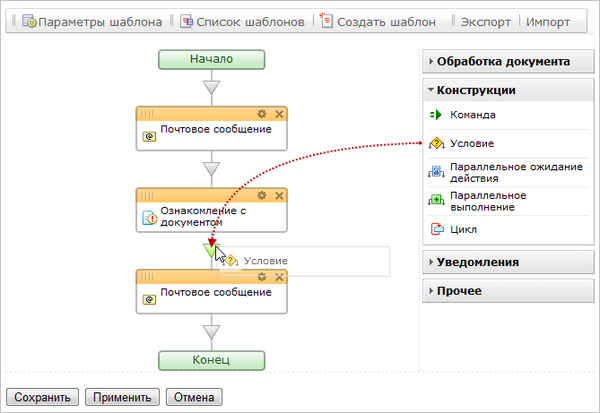 Параметры шаблона Список шаблонов Создать шаблон Экспорт Импорт
Начало
Почтовое сообщение
Ознакомление с
документом
Условие
Почтовое сообщение
Конец
Обработка документа
Конструкции
Команда
Условие
Параллельное ожидание
действия
Параллельное
выполнение
Цикл
Уведомления
Прочее
Сохранить Применить Отмена